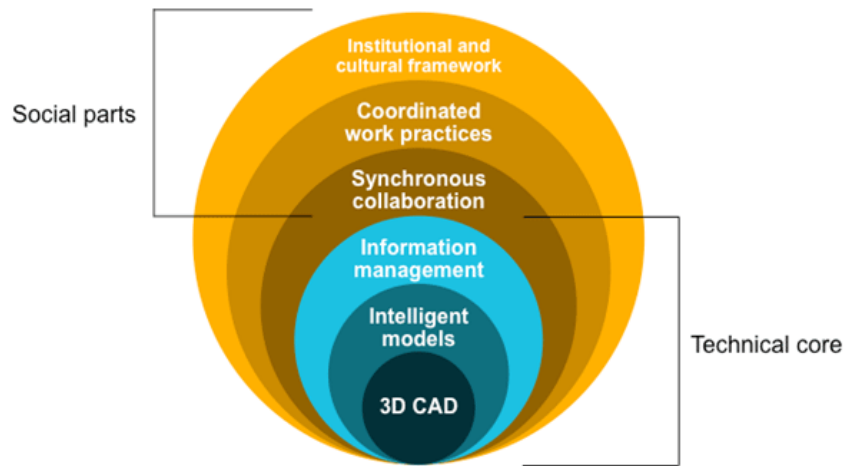 Institutional and
cultural framework
Social parts
Coordinated
work practices
Synchronous
collaboration
Information
management
Intelligent
models
Technical core
3D CAD